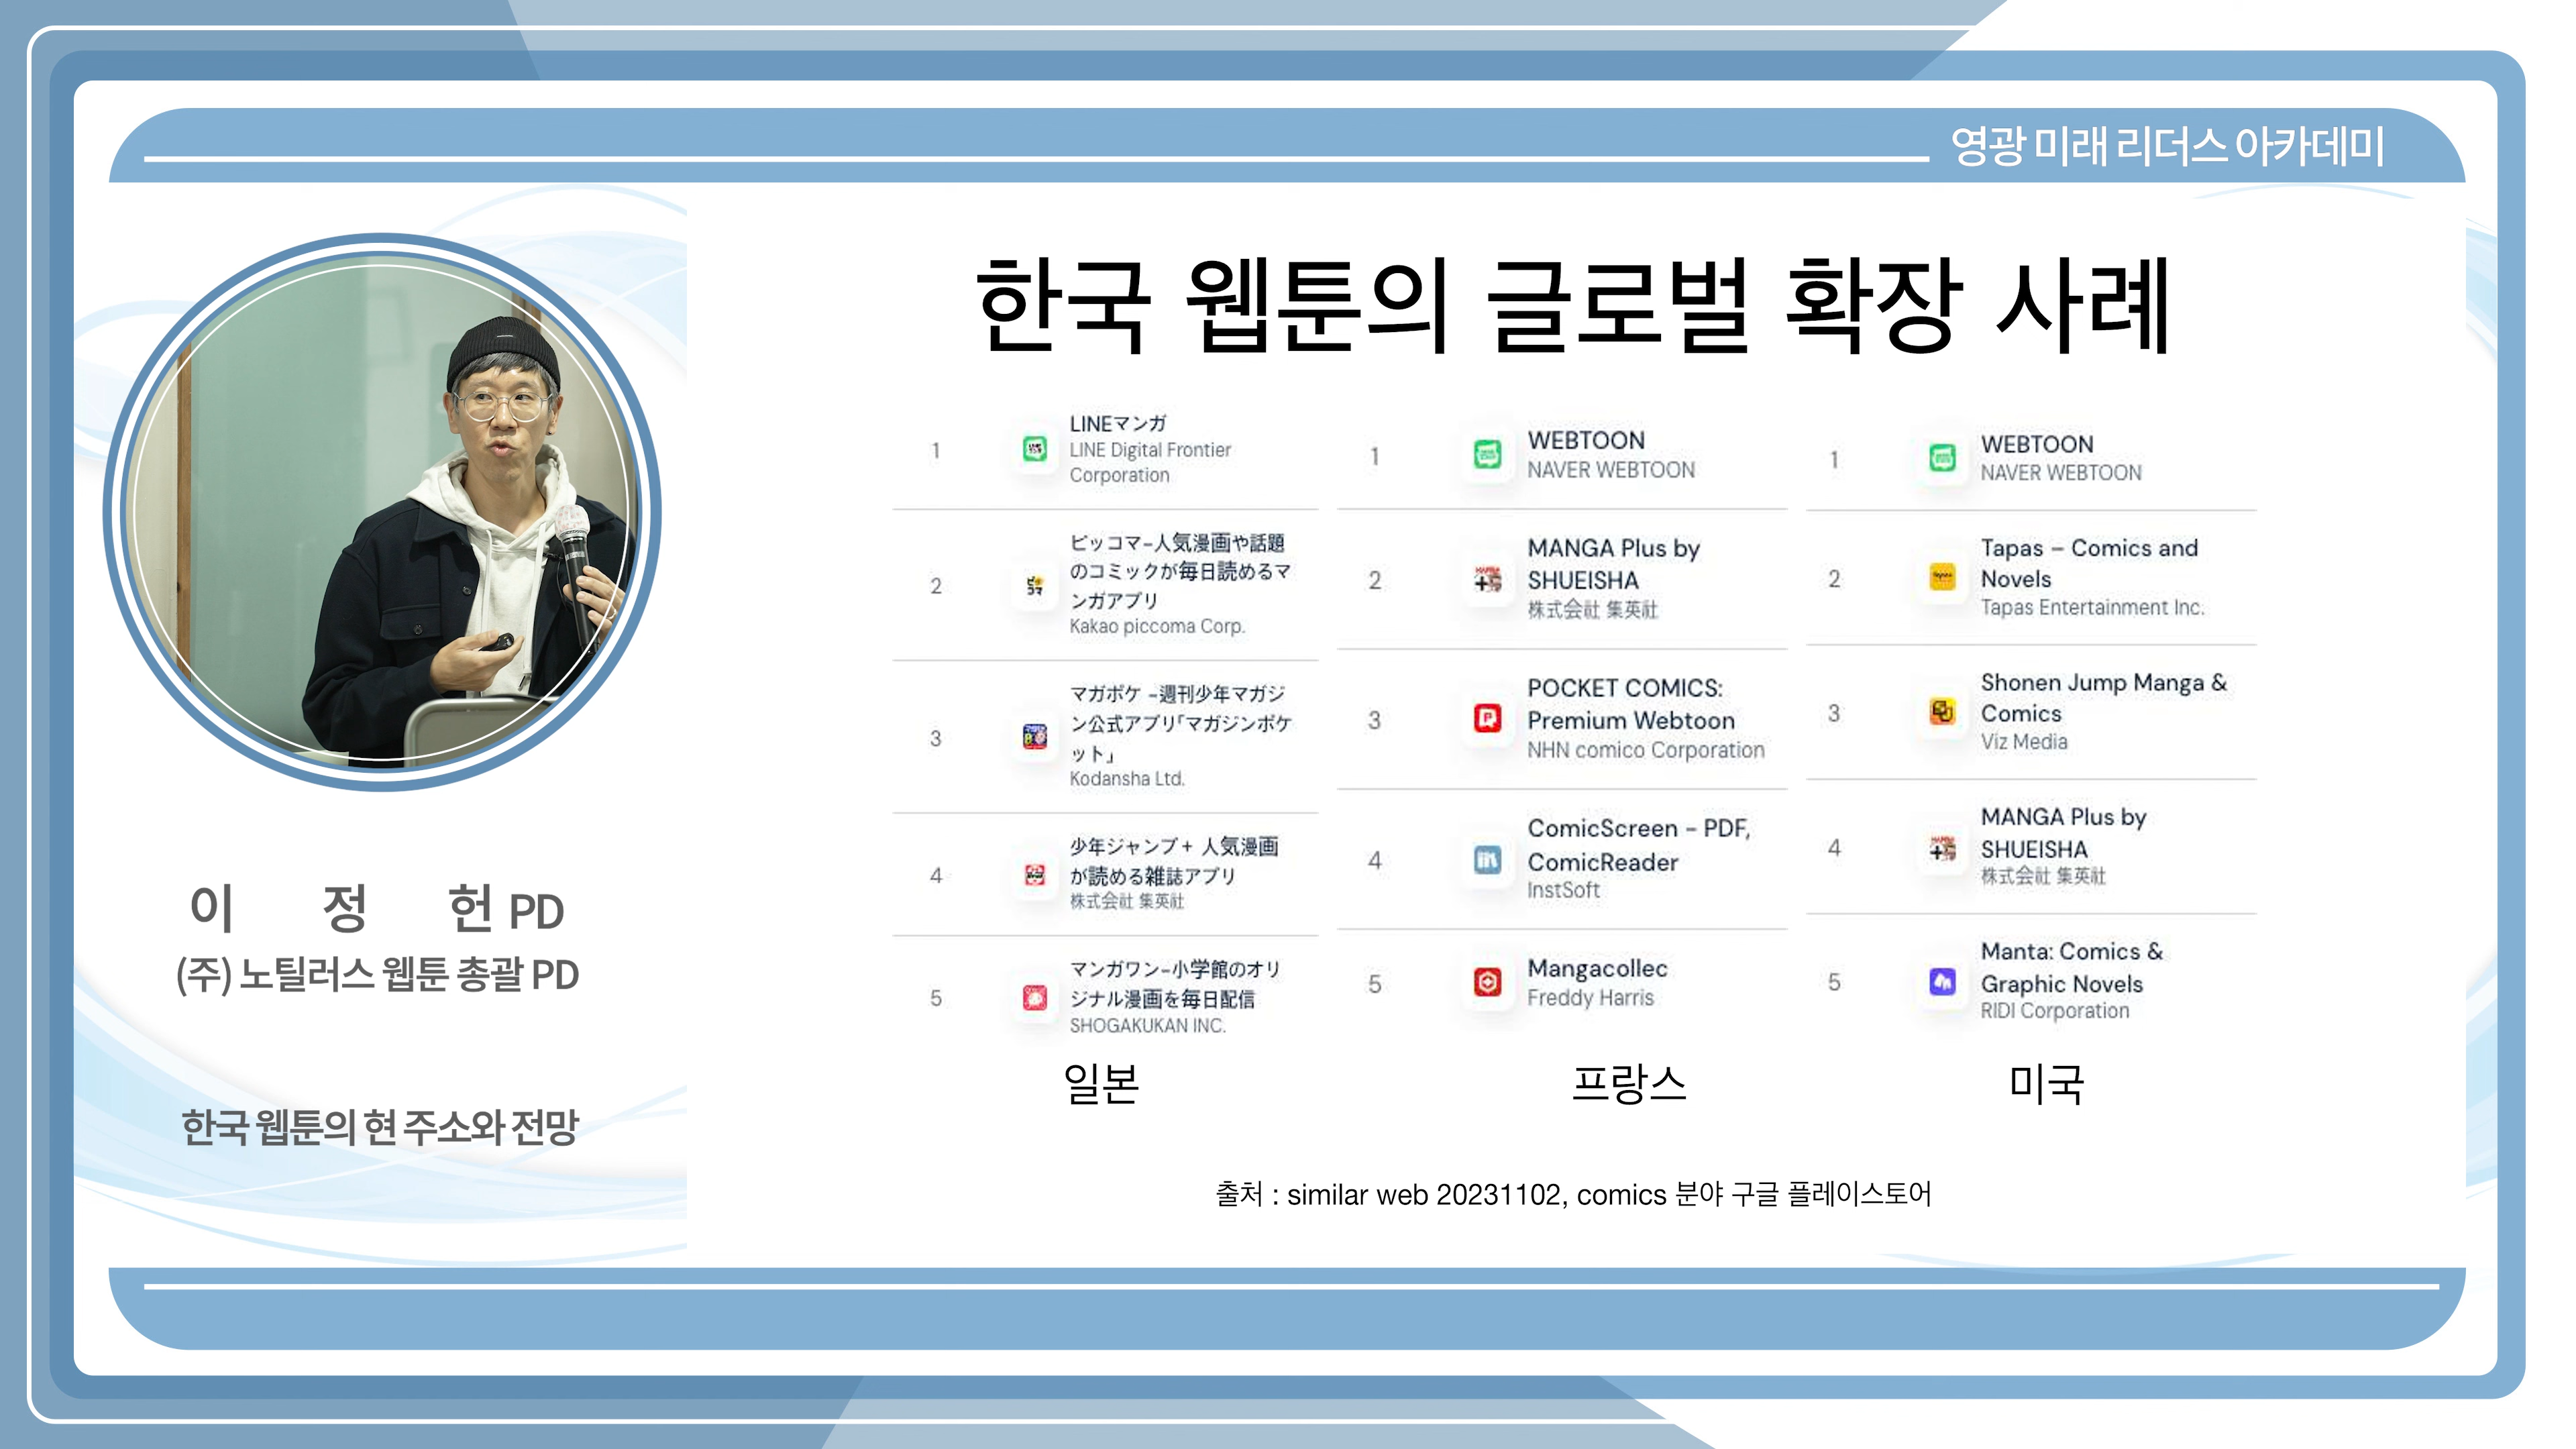 영광 미래 리더스 아카데미
한국 웹툰의 글로벌 확장 사례
1
LINEマンガ
LINE Digital Frontier
Corporation
2
ピッコマ–人気漫画や話題
のコミックが毎日読めるマ
ンガアプリ
Kakao piccoma Corp.
3
マガポケ –週刊少年マガジ
ン公式アプリ「マガジンポケ
ット」
Kodansha Ltd.
4
少年ジャンプ+ 人気漫画
が読める雑誌アプリ
株式会社 集英社
5
マンガワン–小学館のオリ
ジナル漫画を毎日配信
SHOGAKUKAN INC.
일본
1
WEBTOON
NAVER WEBTOON
2
MANGA Plus by
SHUEISHA
株式会社 集英社
3
POCKET COMICS:
Premium Webtoon
NHN comico Corporation
4
ComicScreen – PDF,
ComicReader
InstSoft
5
Mangacollec
Freddy Harris
프랑스
1
WEBTOON
NAVER WEBTOON
2
Tapas – Comics and
Novels
Tapas Entertainment Inc.
3
Shonen Jump Manga &
Comics
Viz Media
4
MANGA Plus by
SHUEISHA
株式会社 集英社
5
Manta: Comics &
Graphic Novels
RIDI Corporation
미국
출처 : similar web 20231102, comics 분야 구글 플레이스토어
이 정 헌 PD
(주) 노틸러스 웹툰 총괄 PD
한국 웹툰의 현 주소와 전망